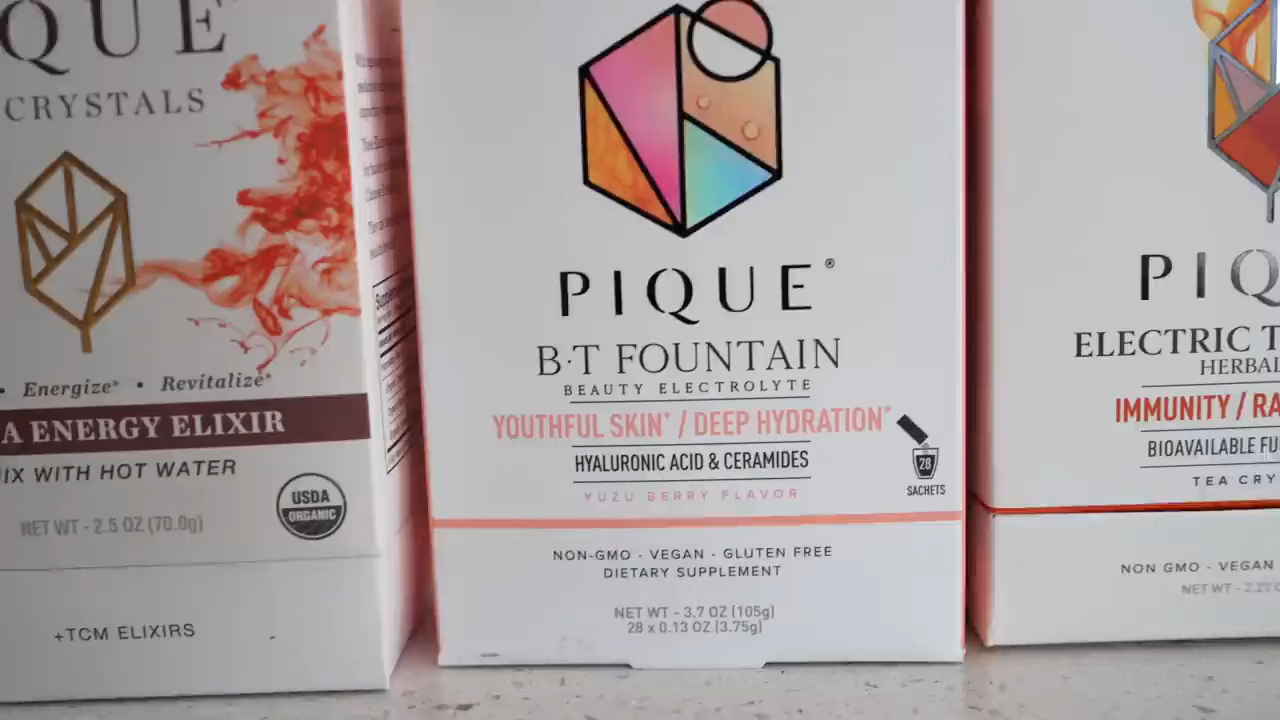 QUE
CRYSTALS
• Energize* • Revitalize*
A ENERGY ELIXIR
IX WITH HOT WATER
USDA
ORGANIC
NET WT - 2.5 OZ (70.0g)
+TCM ELIXIRS
PIQUE®
B·T FOUNTAIN
BEAUTY ELECTROLYTE
YOUTHFUL SKIN* / DEEP HYDRATION*
HYALURONIC ACID & CERAMIDES
YUZU BERRY FLAVOR
28
SACHETS
NON-GMO - VEGAN - GLUTEN FREE
DIETARY SUPPLEMENT
NET WT - 3.7 OZ (105g)
28 x 0.13 OZ (3.75g)
PIQ
ELECTRIC T
HERBAL
IMMUNITY / RA
BIOAVAILABLE FU
TEA CRY
NON GMO - VEGAN
NET WT -